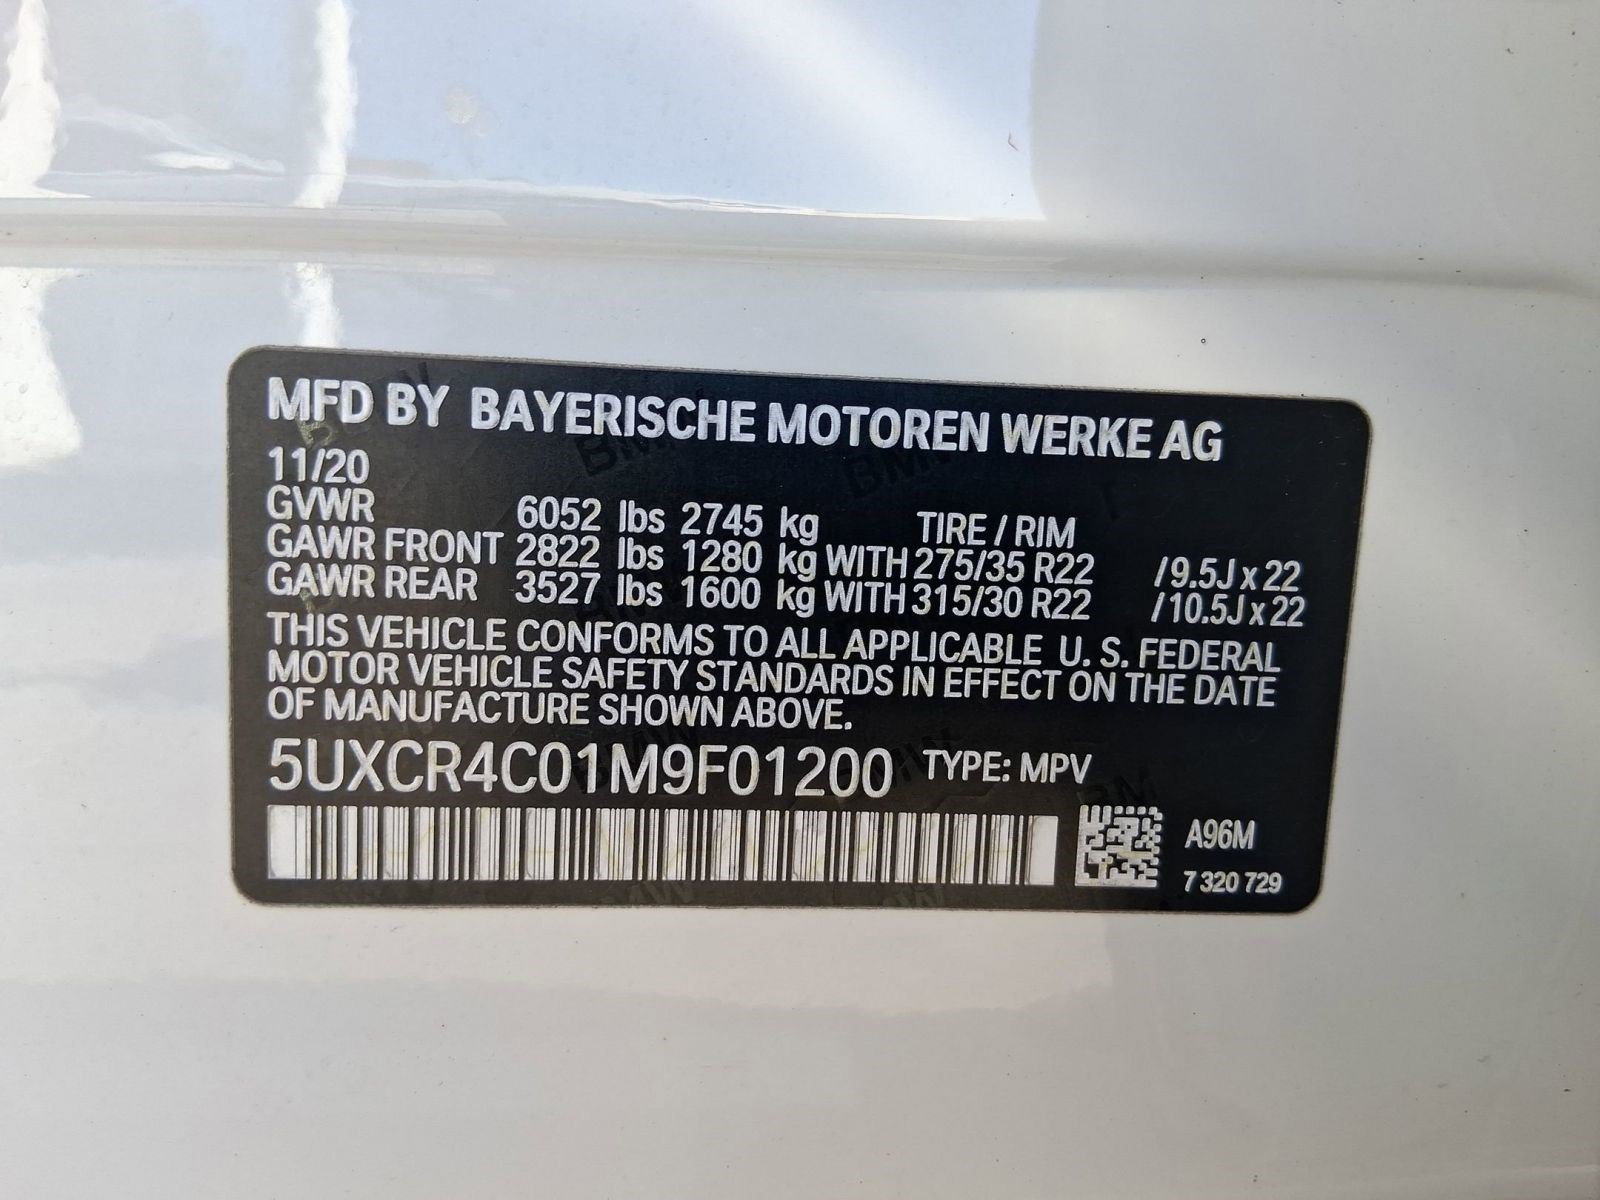 MFD BY BAYERISCHE MOTOREN WERKE AG
11/20
GVWR 6052 lbs 2745 kg TIRE / RIM
GAWR FRONT 2822 lbs 1280 kg WITH 275/35 R22 / 9.5J x 22
GAWR REAR 3527 lbs 1600 kg WITH 315/30 R22 / 10.5J x 22
THIS VEHICLE CONFORMS TO ALL APPLICABLE U. S. FEDERAL
MOTOR VEHICLE SAFETY STANDARDS IN EFFECT ON THE DATE
OF MANUFACTURE SHOWN ABOVE.
5UXCR4C01M9F01200 TYPE: MPV
A96M
7 320 729